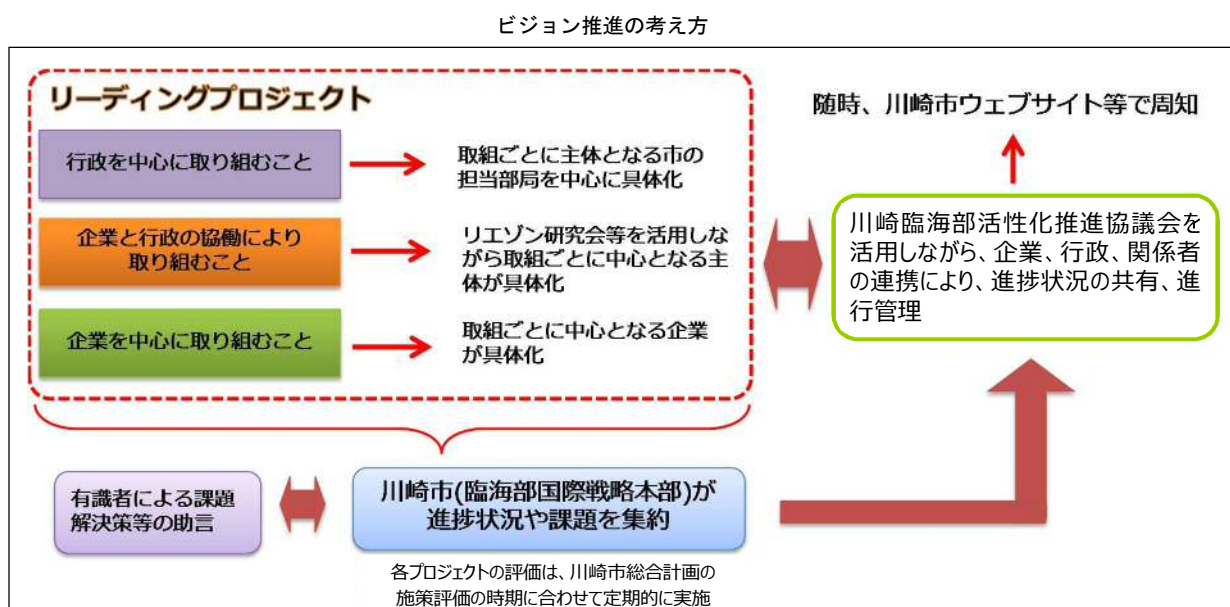 ビジョン推進の考え方
リーディングプロジェクト
行政を中心に取り組むこと
取組ごとに主体となる市の
担当部局を中心に具体化
企業と行政の協働により
取り組むこと
リエゾン研究会等を活用しな
がら取組ごとに中心となる主
体が具体化
企業を中心に取り組むこと
取組ごとに中心となる企業
が具体化
随時、川崎市ウェブサイト等で周知
川崎臨海部活性化推進協議会を
活用しながら、企業、行政、関係者
の連携により、進捗状況の共有、進
行管理
有識者による課題
解決策等の助言
川崎市(臨海部国際戦略本部)が
進捗状況や課題を集約
各プロジェクトの評価は、川崎市総合計画の
施策評価の時期に合わせて定期的に実施